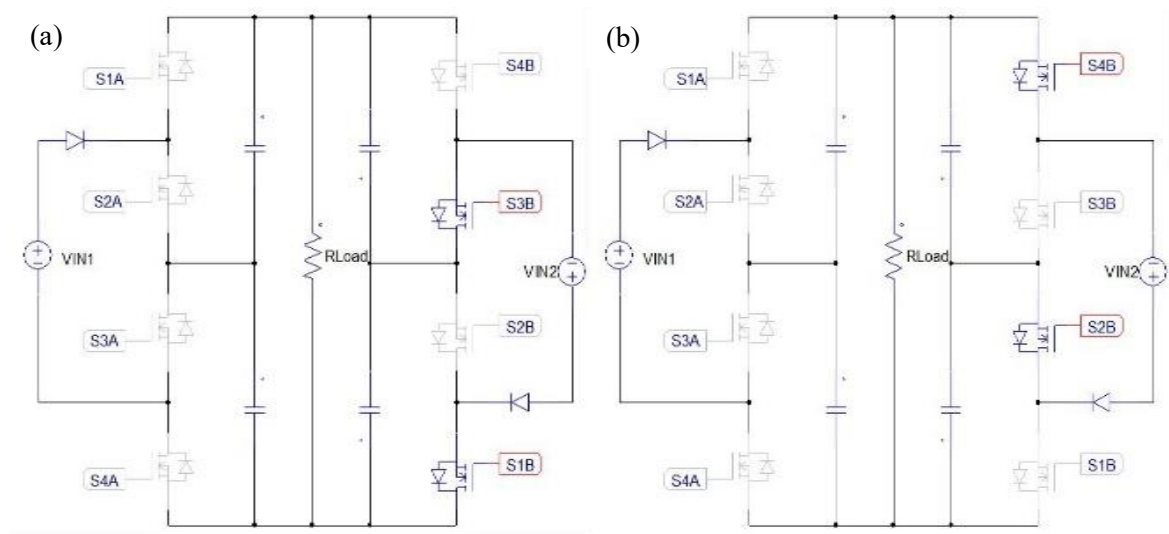 (a)
S1A
S4B
S2A
S3B
VIN1
RLoad
VIN2
S3A
S2B
S4A
S1B
(b)
S1A
S4B
S2A
S3B
VIN1
RLoad
VIN2
S3A
S2B
S4A
S1B